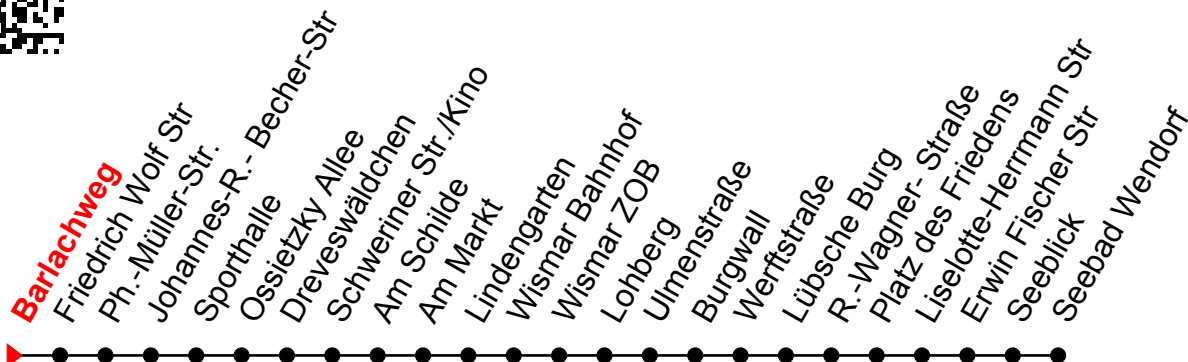 Barlachweg
Friedrich Wolf Str
Ph.-Müller-Str.
Johannes-R.- Becher-Str
Sporthalle
Ossietzky Allee
Dreveswäldchen
Schweriner Str./Kino
Am Schilde
Am Markt
Lindengarten
Wismar Bahnhof
Wismar ZOB
Lohberg
Ulmenstraße
Burgwall
Werftstraße
Lübsche Burg
R.-Wagner- Straße
Platz des Friedens
Liselotte-Herrmann Str
Erwin Fischer Str
Seeblick
Seebad Wendorf